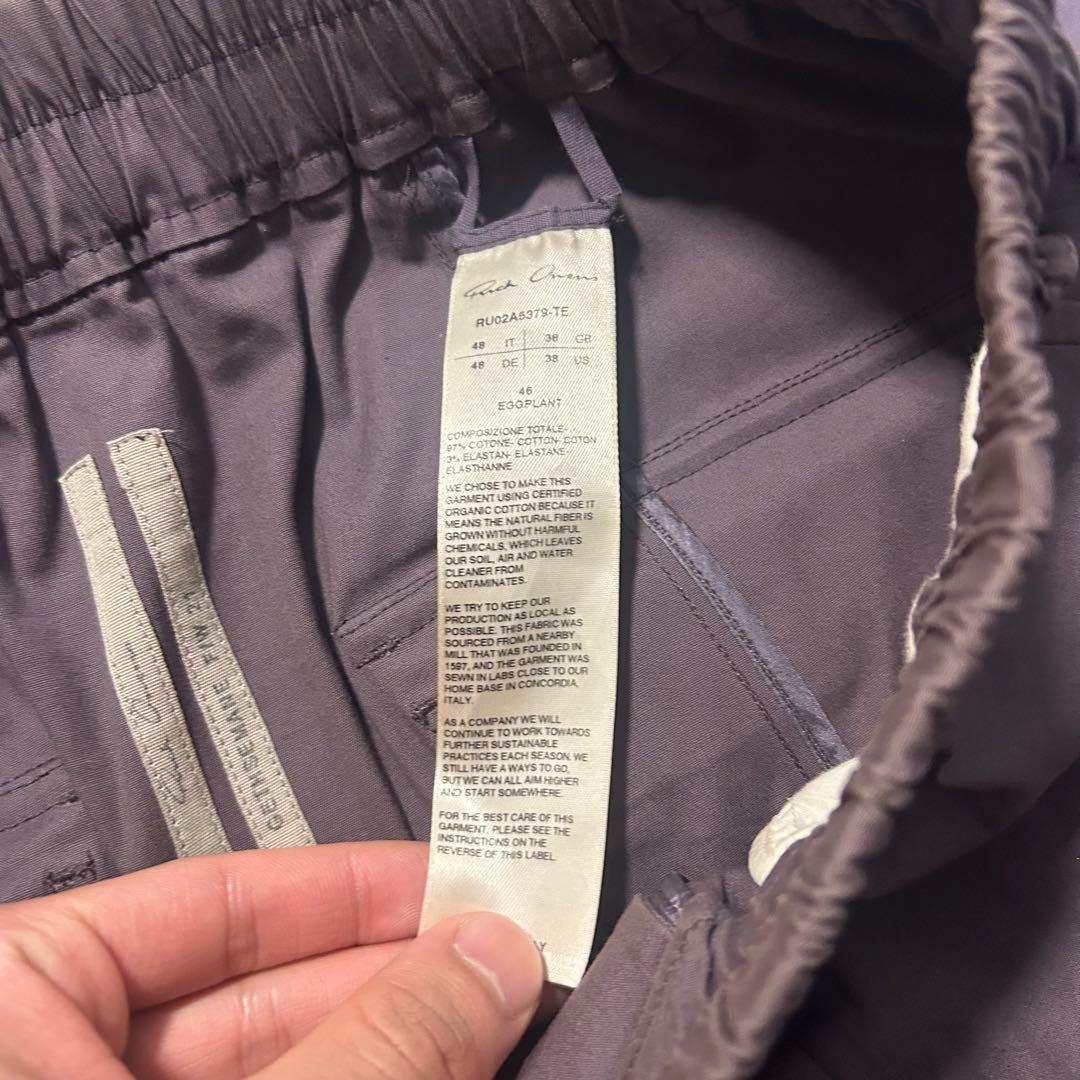 Rick Owens
RU02A5379-TE
48 IT 38 GB
48 DE 38 US
46
EGGPLANT
COMPOSIZIONE TOTALE-
97% COTONE- COTTON- COTON
3% ELASTAN- ELASTANE-
ELASTHANNE
WE CHOSE TO MAKE THIS
GARMENT USING CERTIFIED
ORGANIC COTTON BECAUSE IT
MEANS THE NATURAL FIBER IS
GROWN WITHOUT HARMFUL
CHEMICALS, WHICH LEAVES
OUR SOIL, AIR AND WATER
CLEANER FROM
CONTAMINATES.
WE TRY TO KEEP OUR
PRODUCTION AS LOCAL AS
POSSIBLE. THIS FABRIC WAS
SOURCED FROM A NEARBY
MILL THAT WAS FOUNDED IN
1597, AND THE GARMENT WAS
SEWN IN LABS CLOSE TO OUR
HOME BASE IN CONCORDIA,
ITALY.
AS A COMPANY WE WILL
CONTINUE TO WORK TOWARDS
FURTHER SUSTAINABLE
PRACTICES EACH SEASON. WE
STILL HAVE A WAYS TO GO,
BUT WE CAN ALL AIM HIGHER
AND START SOMEWHERE.
FOR THE BEST CARE OF THIS
GARMENT, PLEASE SEE THE
INSTRUCTIONS ON THE
REVERSE OF THIS LABEL
GETHSEMANE FW 21